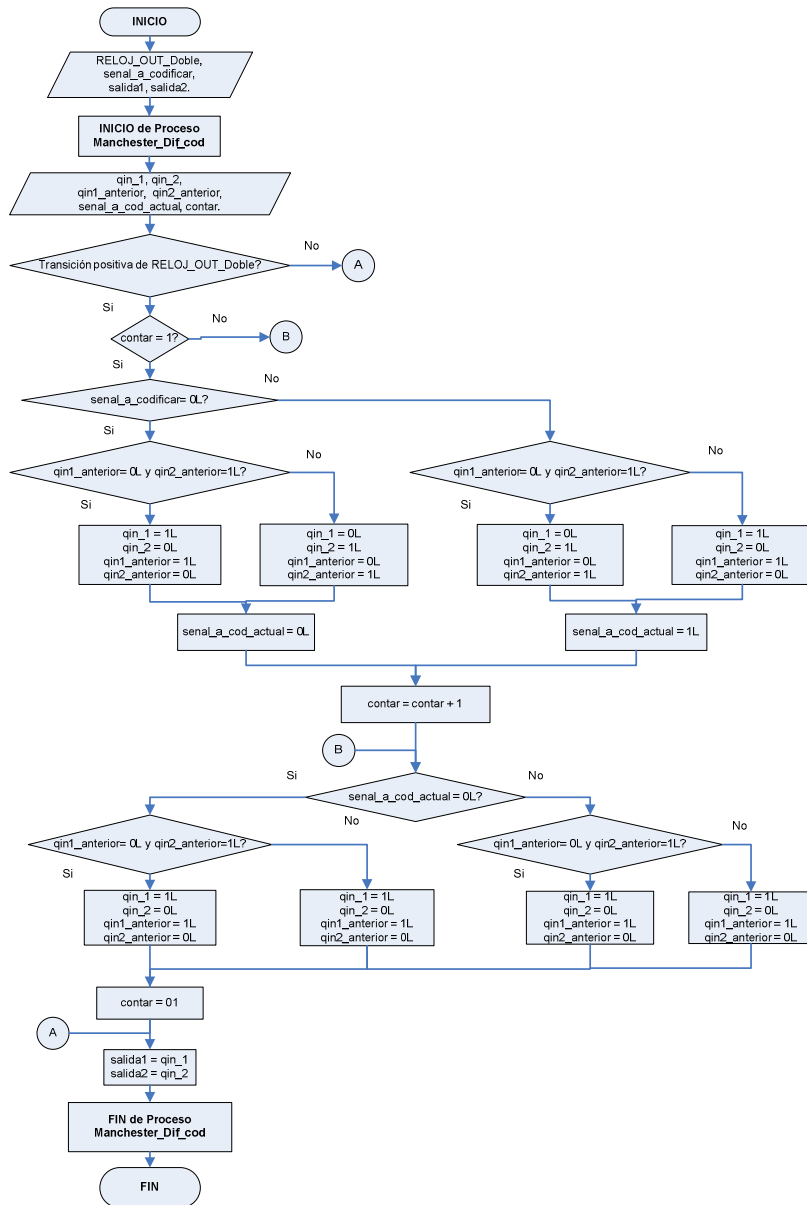 INICIO
RELOJ_OUT_Doble,
senal_a_codificar,
salida1, salida2.
INICIO de Proceso
Manchester_Dif_cod
qin_1, qin_2,
qin1_anterior, qin2_anterior,
senal_a_cod_actual, contar.
Transición positiva de RELOJ_OUT_Doble?
No
A
Si
contar = 1?
No
B
Si
senal_a_codificar= 0L?
No
Si
qin1_anterior= 0L y qin2_anterior=1L?
No
qin1_anterior= 0L y qin2_anterior=1L?
No
Si
qin_1 = 1L
qin_2 = 0L
qin1_anterior = 1L
qin2_anterior = 0L
qin_1 = 0L
qin_2 = 1L
qin1_anterior = 0L
qin2_anterior = 1L
Si
qin_1 = 0L
qin_2 = 1L
qin1_anterior = 0L
qin2_anterior = 1L
qin_1 = 1L
qin_2 = 0L
qin1_anterior = 1L
qin2_anterior = 0L
senal_a_cod_actual = 0L
senal_a_cod_actual = 1L
contar = contar + 1
B
senal_a_cod_actual = 0L?
Si
No
qin1_anterior= 0L y qin2_anterior=1L?
No
qin1_anterior= 0L y qin2_anterior=1L?
No
Si
qin_1 = 1L
qin_2 = 0L
qin1_anterior = 1L
qin2_anterior = 0L
qin_1 = 1L
qin_2 = 0L
qin1_anterior = 1L
qin2_anterior = 0L
Si
qin_1 = 1L
qin_2 = 0L
qin1_anterior = 1L
qin2_anterior = 0L
qin_1 = 1L
qin_2 = 0L
qin1_anterior = 1L
qin2_anterior = 0L
contar = 01
A
salida1 = qin_1
salida2 = qin_2
FIN de Proceso
Manchester_Dif_cod
FIN